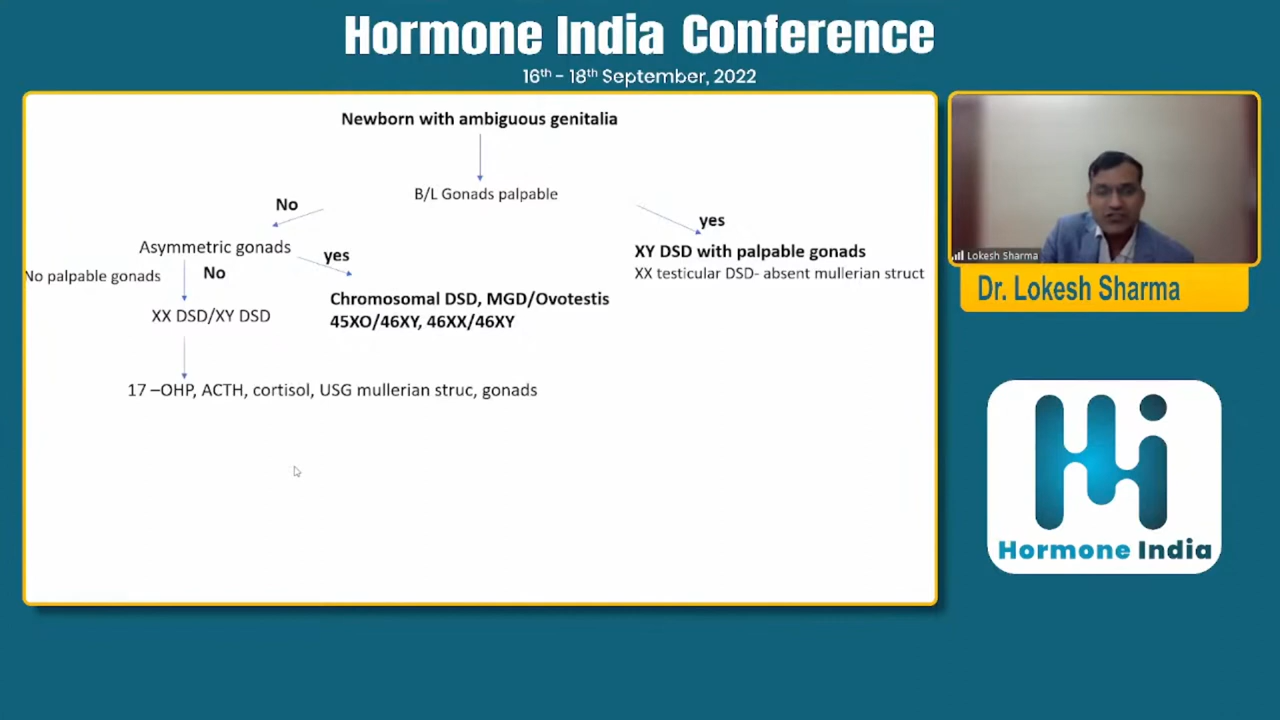 Hormone India Conference
16th - 18th September, 2022
Newborn with ambiguous genitalia
B/L Gonads palpable
No
yes
Asymmetric gonads
yes
XY DSD with palpable gonads
XX testicular DSD- absent mullerian struct
No palpable gonads
No
Chromosomal DSD, MGD/Ovotestis
45XO/46XY, 46XX/46XY
XX DSD/XY DSD
17 –OHP, ACTH, cortisol, USG mullerian struc, gonads
Lokesh Sharma
Dr. Lokesh Sharma
Hormone India